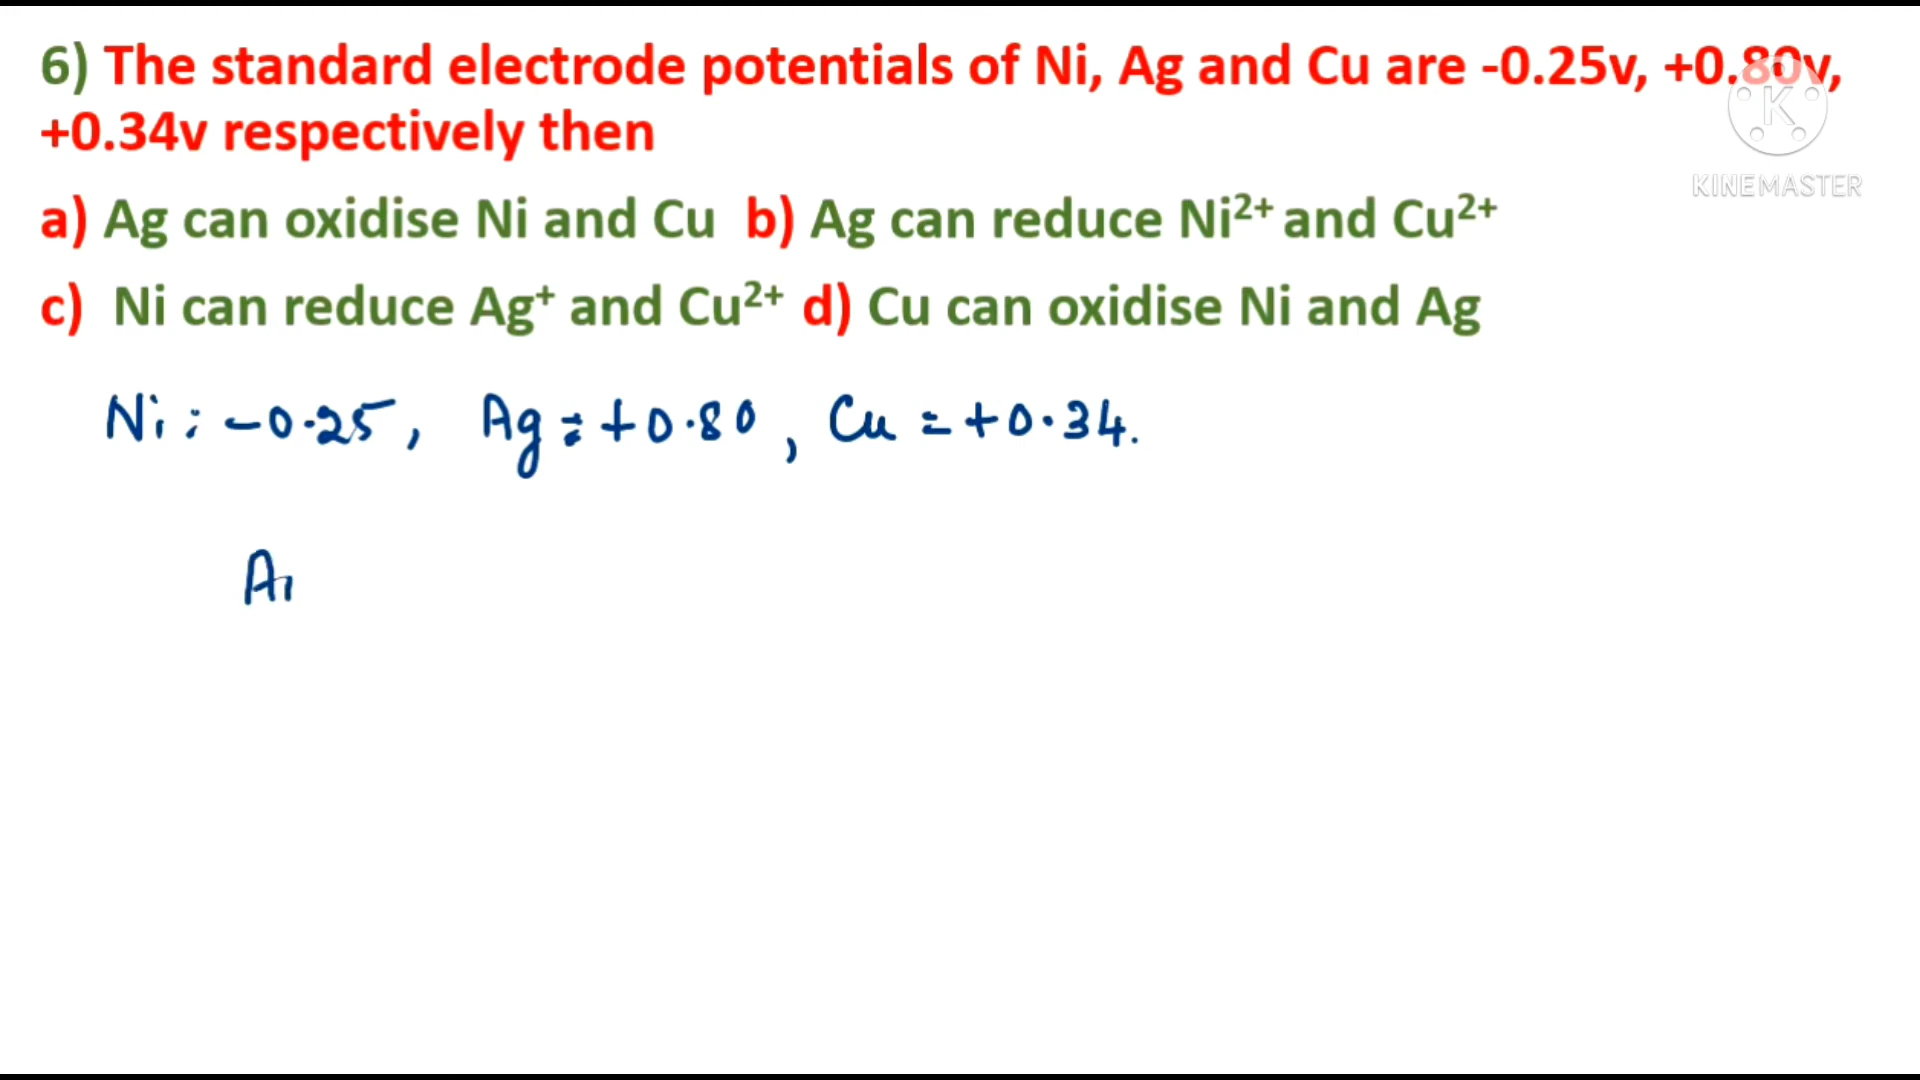 6) The standard electrode potentials of Ni, Ag and Cu are -0.25v, +0.80v,
+0.34v respectively then
KINEMASTER
a) Ag can oxidise Ni and Cu b) Ag can reduce Ni²⁺ and Cu²⁺
c) Ni can reduce Ag⁺ and Cu²⁺ d) Cu can oxidise Ni and Ag
Ni : -0.25, Ag = +0.80, Cu = +0.34.